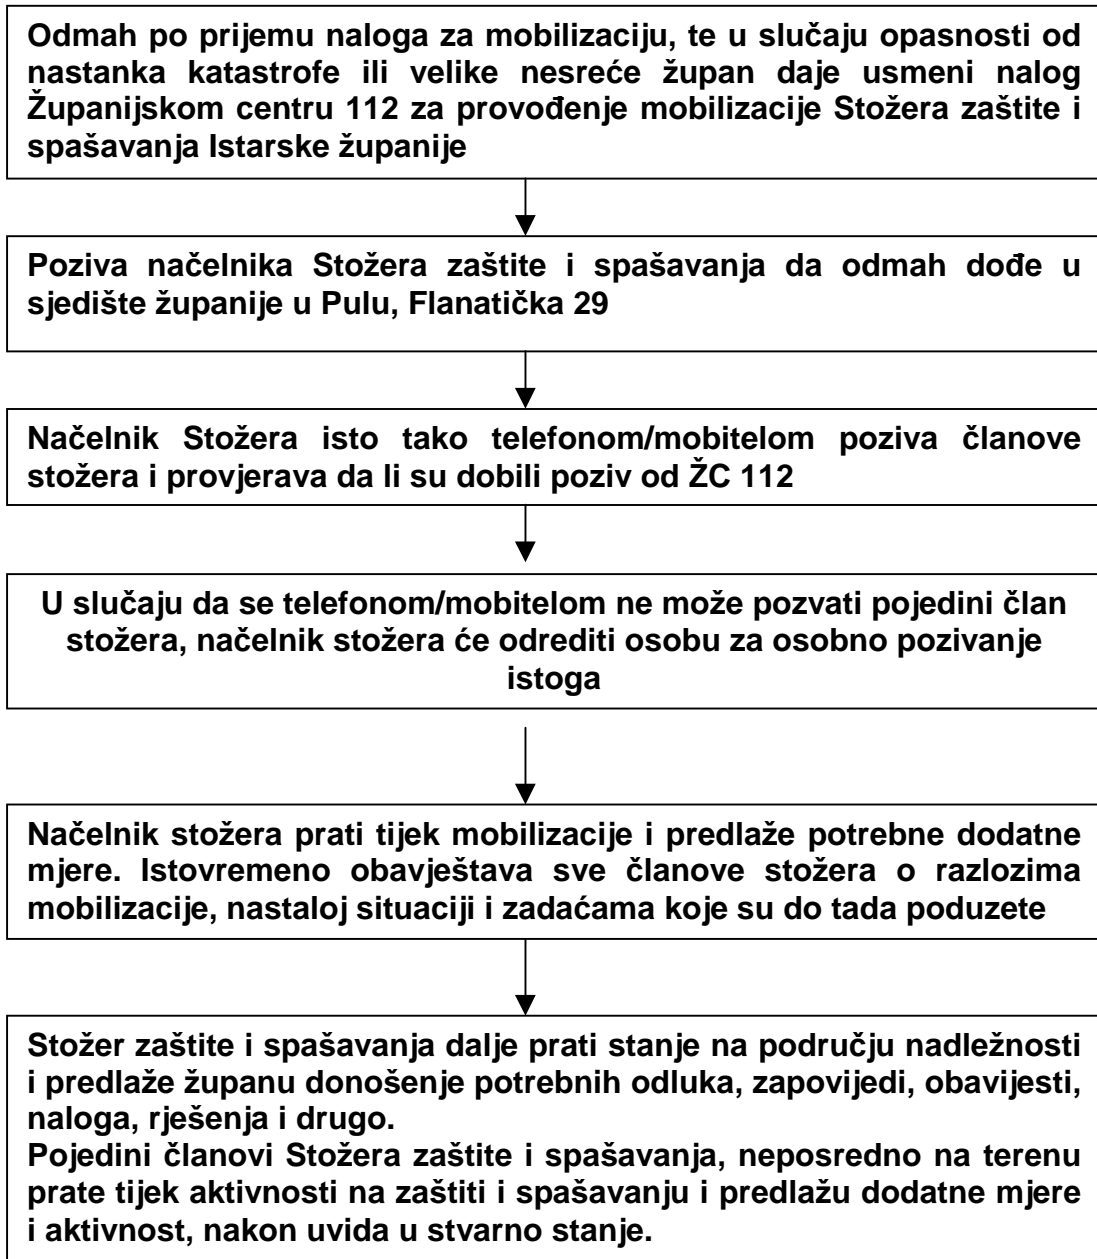 Odmah po prijemu naloga za mobilizaciju, te u slučaju opasnosti od
nastanka katastrofe ili velike nesreće župan daje usmeni nalog
Županijskom centru 112 za provođenje mobilizacije Stožera zaštite i
spašavanja Istarske županije
Poziva načelnika Stožera zaštite i spašavanja da odmah dođe u
sjedište županije u Pulu, Flanatička 29
Načelnik Stožera isto tako telefonom/mobitelom poziva članove
stožera i provjerava da li su dobili poziv od ŽC 112
U slučaju da se telefonom/mobitelom ne može pozvati pojedini član
stožera, načelnik stožera će odrediti osobu za osobno pozivanje
istoga
Načelnik stožera prati tijek mobilizacije i predlaže potrebne dodatne
mjere. Istovremeno obavještava sve članove stožera o razlozima
mobilizacije, nastaloj situaciji i zadaćama koje su do tada poduzete
Stožer zaštite i spašavanja dalje prati stanje na području nadležnosti
i predlaže županu donošenje potrebnih odluka, zapovijedi, obavijesti,
naloga, rješenja i drugo.
Pojedini članovi Stožera zaštite i spašavanja, neposredno na terenu
prate tijek aktivnosti na zaštiti i spašavanju i predlažu dodatne mjere
i aktivnost, nakon uvida u stvarno stanje.